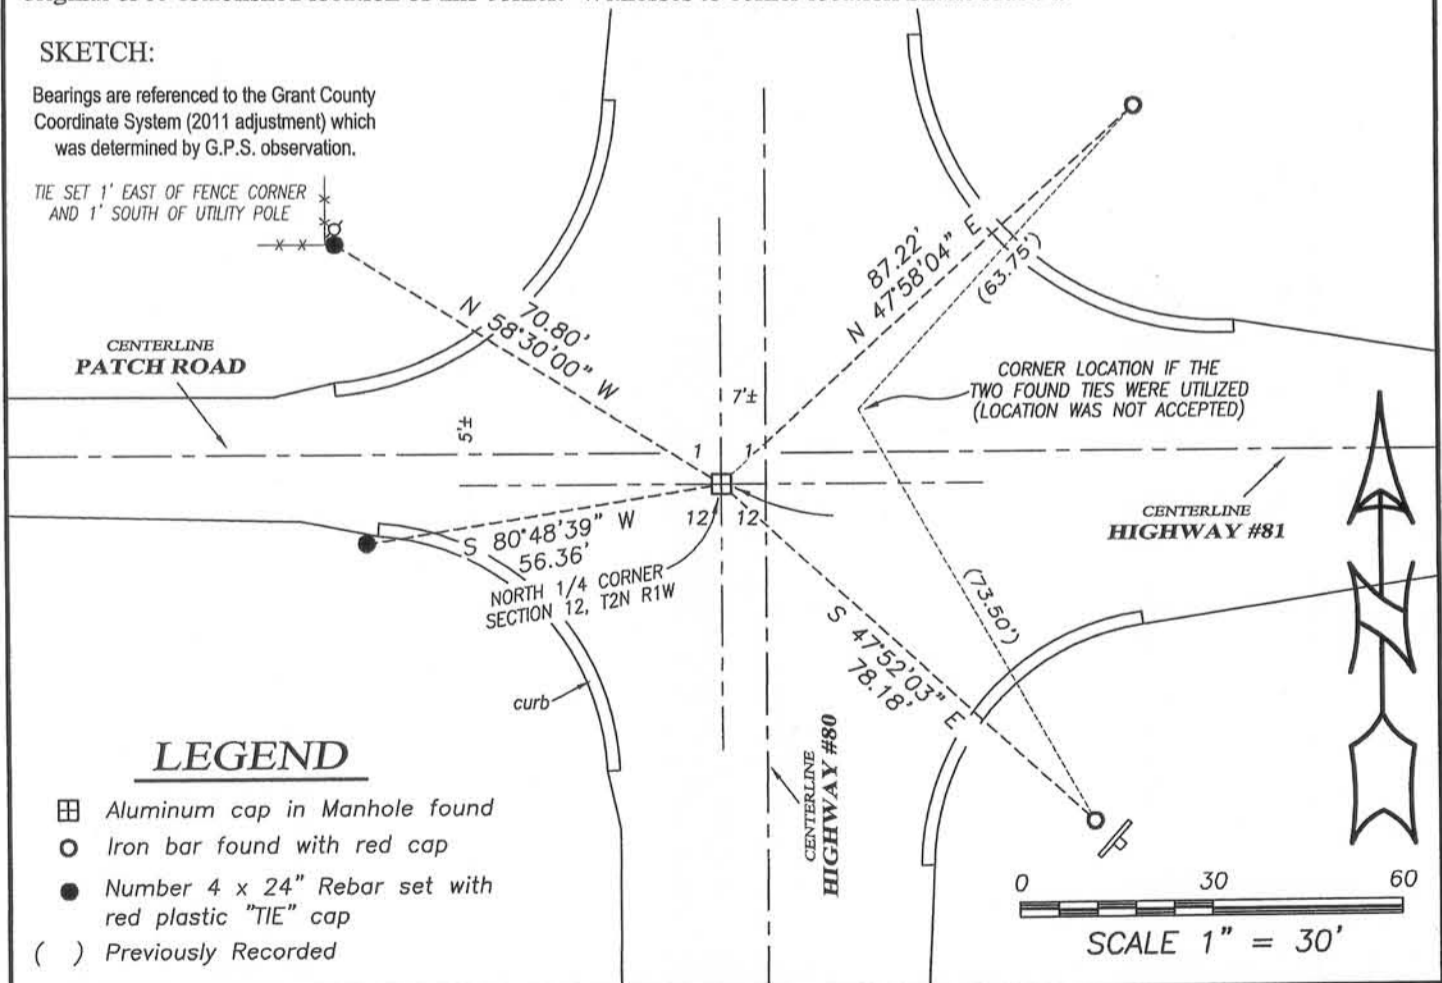 SKETCH:
Bearings are referenced to the Grant County
Coordinate System (2011 adjustment) which
was determined by G.P.S. observation.
TIE SET 1' EAST OF FENCE CORNER
AND 1' SOUTH OF UTILITY POLE
N 58°30'00" W
70.80'
87.22'
N 47°58'04" E
(63.75')
CENTERLINE
PATCH ROAD
5'±
7'±
CORNER LOCATION IF THE
TWO FOUND TIES WERE UTILIZED
(LOCATION WAS NOT ACCEPTED)
1
1
12
12
CENTERLINE
HIGHWAY #81
S 80°48'39" W
56.36'
NORTH 1/4 CORNER
SECTION 12, T2N R1W
S 47°52'03" E
78.18'
(73.50')
curb
CENTERLINE
HIGHWAY #80
N
LEGEND
Aluminum cap in Manhole found
Iron bar found with red cap
Number 4 x 24" Rebar set with
red plastic "TIE" cap
( ) Previously Recorded
0 30 60
SCALE 1" = 30'